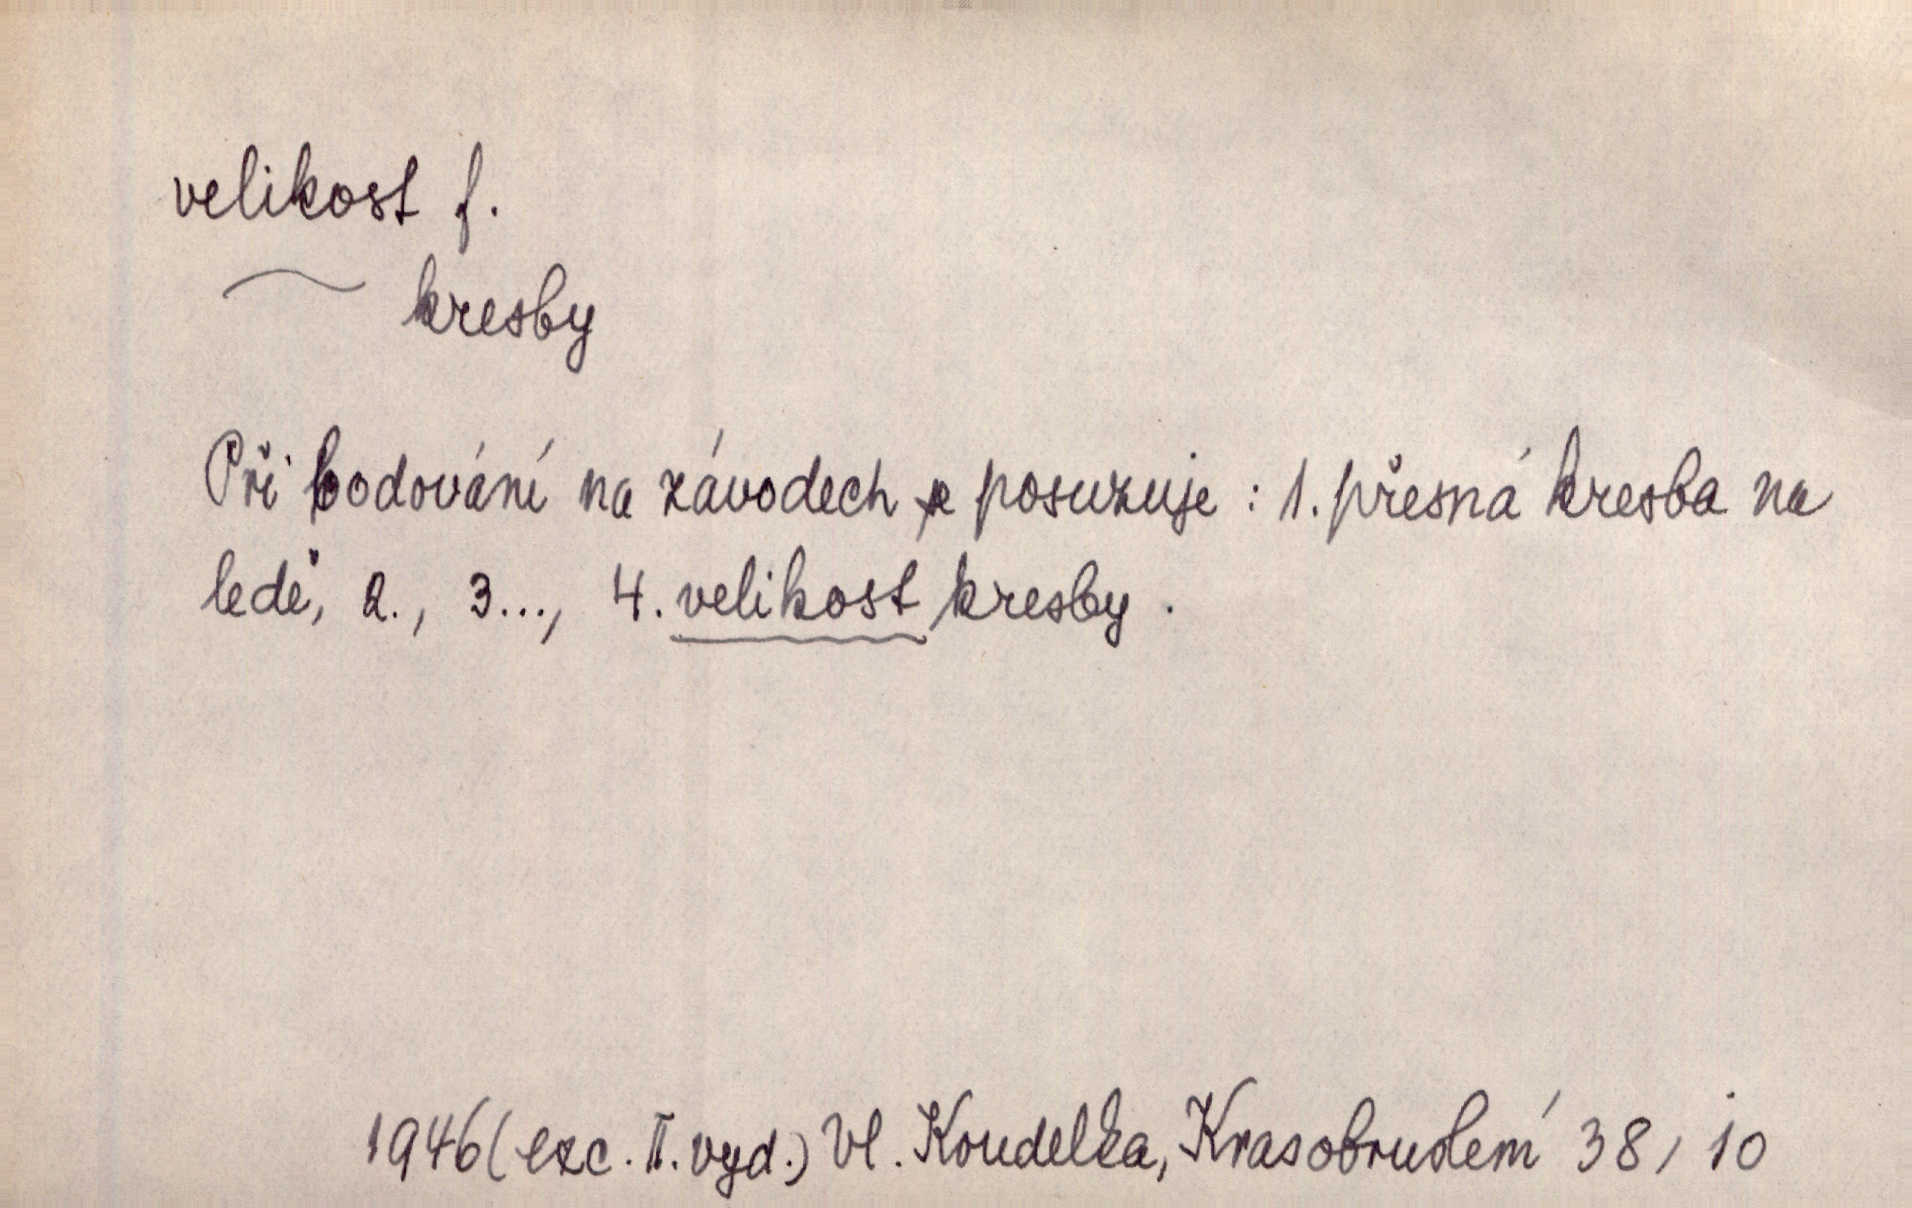 velikost f.
~ kresby
Při bodování na závodech se posuzuje : 1. přesná kresba na
ledě, 2., 3..., 4. velikost kresby .
1946 (exc. II. vyd.) Vl. Koudelka, Krasobruslení 38, 10